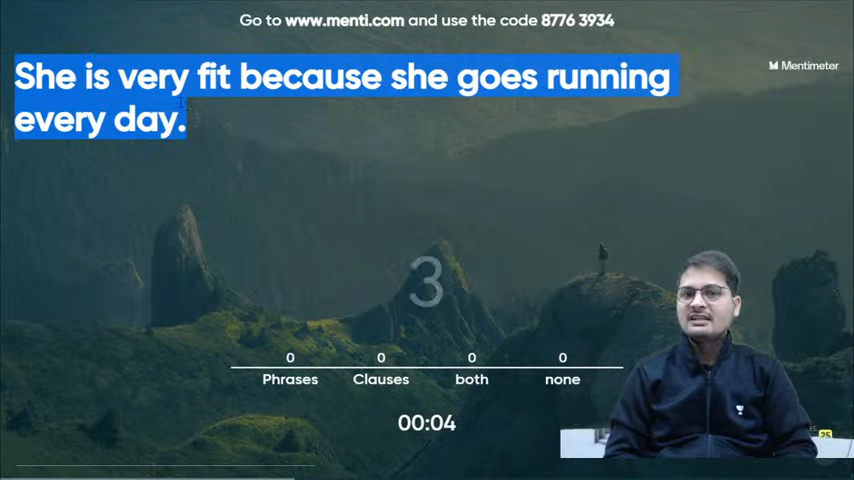 Go to www.menti.com and use the code 8776 3934
She is very fit because she goes running
every day.
Mentimeter
3
0 0 0 0
Phrases Clauses both none
00:04
25